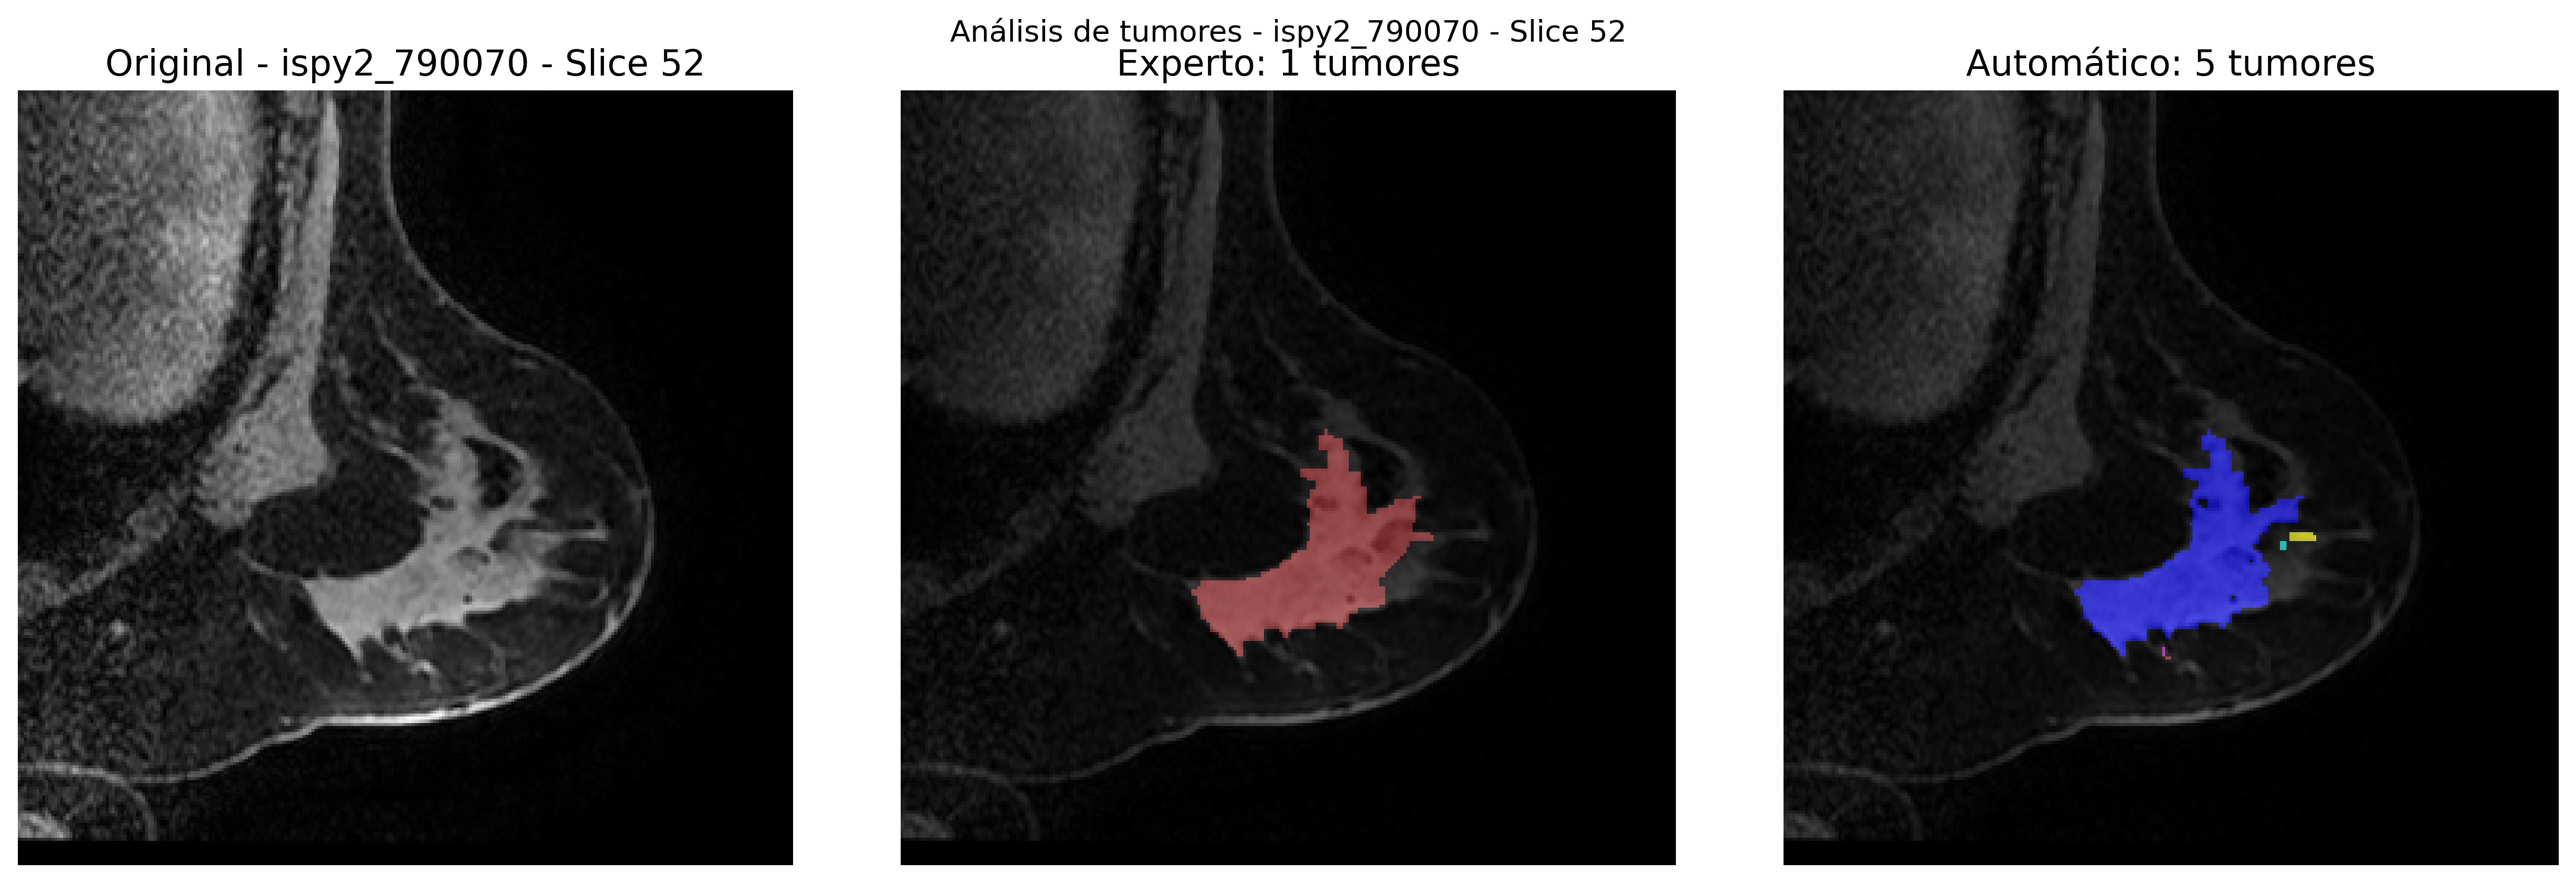 Análisis de tumores - ispy2_790070 - Slice 52
Original - ispy2_790070 - Slice 52
Experto: 1 tumores
Automático: 5 tumores